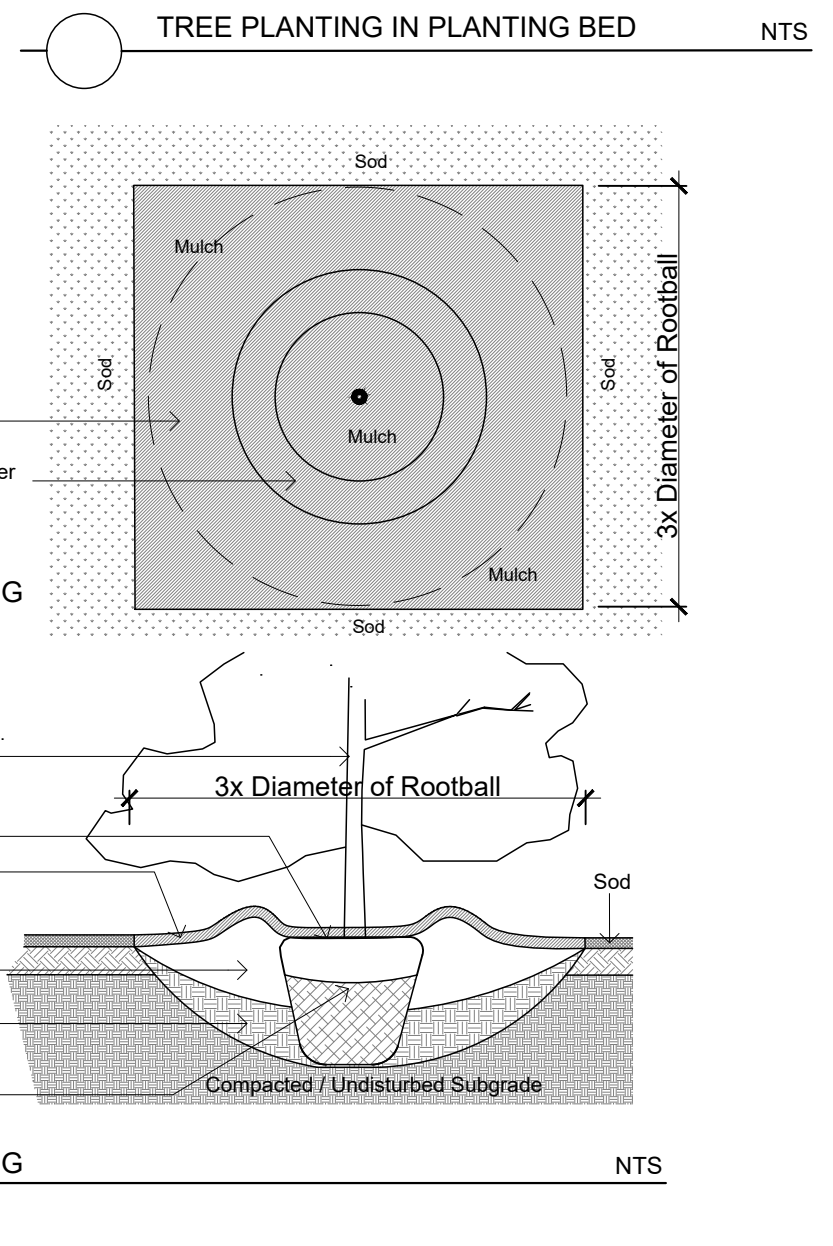 TREE PLANTING IN PLANTING BED
NTS
Sod
Mulch
Sod
Sod
3x Diameter of Rootball
Mulch
er
Mulch
G
Sod
3x Diameter of Rootball
Sod
Compacted / Undisturbed Subgrade
G
NTS